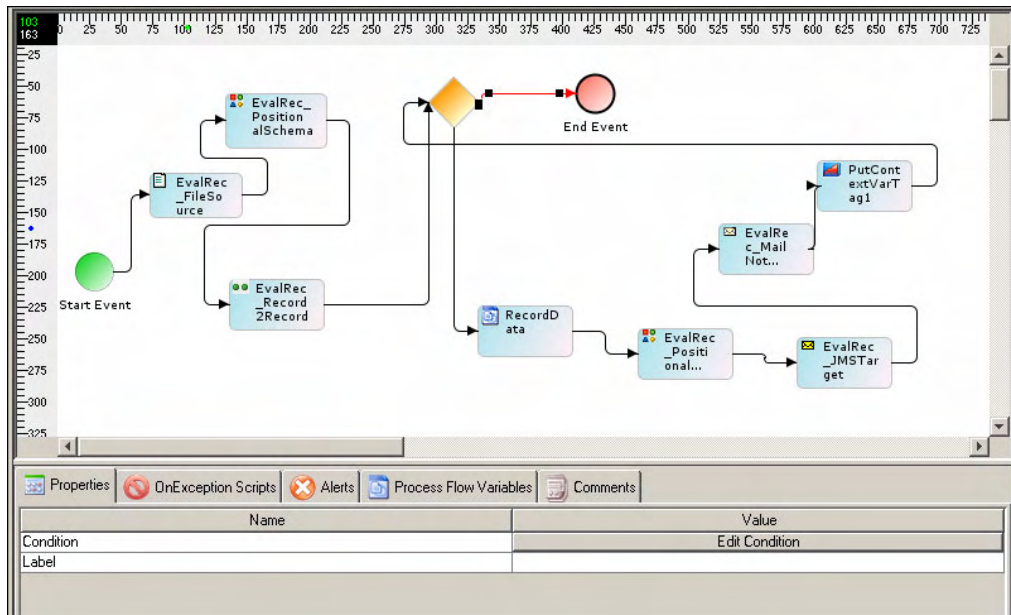 103
163
0 25 50 75 100 125 150 175 200 225 250 275 300 325 350 375 400 425 450 475 500 525 550 575 600 625 650 675 700 725
25
50
75
100
125
150
175
200
225
250
275
300
325
EvalRec_
Position
alSchema
End Event
EvalRec
_FileSo
urce
PutCont
extVarT
ag1
EvalRe
c_Mail
Not...
Start Event
EvalRec
_Record
2Record
RecordD
ata
EvalRec
_Positi
onal...
EvalRec
_JMSTar
get
Properties OnException Scripts Alerts Process Flow Variables Comments
Name Value
Condition Edit Condition
Label